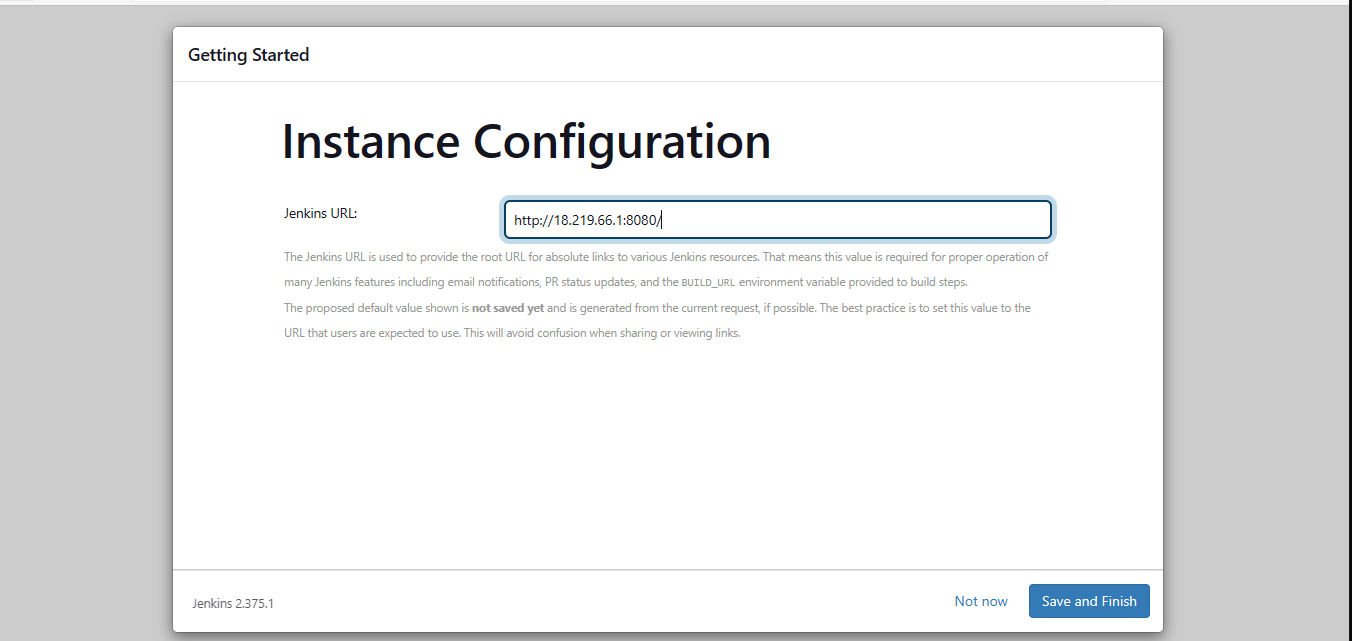 Getting Started
Instance Configuration
Jenkins URL:
http://18.219.66.1:8080/
The Jenkins URL is used to provide the root URL for absolute links to various Jenkins resources. That means this value is required for proper operation of
many Jenkins features including email notifications, PR status updates, and the BUILD_URL environment variable provided to build steps.
The proposed default value shown is not saved yet and is generated from the current request, if possible. The best practice is to set this value to the
URL that users are expected to use. This will avoid confusion when sharing or viewing links.
Jenkins 2.375.1
Not now
Save and Finish